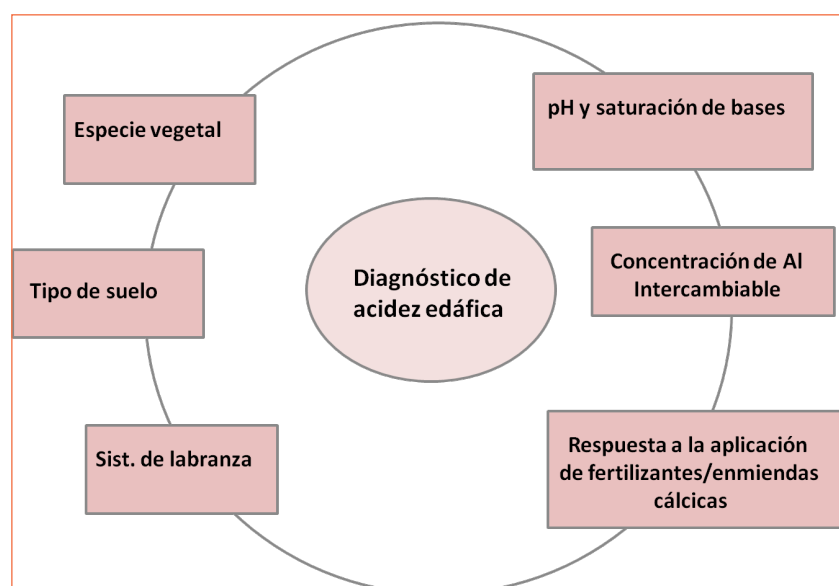 Especie vegetal
pH y saturación de bases
Tipo de suelo
Diagnóstico de
acidez edáfica
Concentración de Al
Intercambiable
Sist. de labranza
Respuesta a la aplicación
de fertilizantes/enmiendas
cálcicas